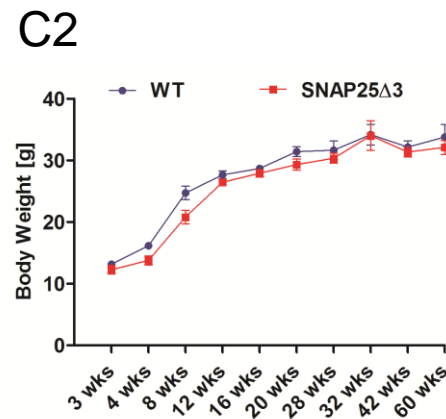 C2
WT SNAP25Δ3
Body Weight [g]
40
30
20
10
0
3 wks
4 wks
8 wks
12 wks
16 wks
20 wks
28 wks
32 wks
42 wks
60 wks